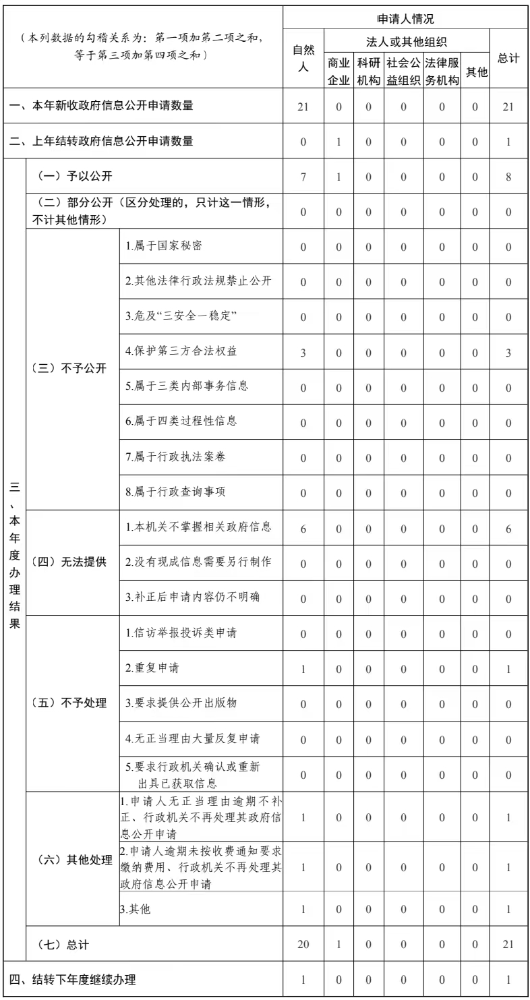 （本列数据的勾稽关系为：第一项加第二项之和，
等于第三项加第四项之和）
申请人情况
自然
人
法人或其他组织
总计
商业
企业
科研
机构
社会公
益组织
法律服
务机构
其他
一、本年新收政府信息公开申请数量 21 0 0 0 0 0 21
二、上年结转政府信息公开申请数量 0 1 0 0 0 0 1
三、本年度办理结果
（一）予以公开 7 1 0 0 0 0 8
（二）部分公开（区分处理的，只计这一情形，
不计其他情形） 0 0 0 0 0 0 0
（三）不予公开
1.属于国家秘密 0 0 0 0 0 0 0
2.其他法律行政法规禁止公开 0 0 0 0 0 0 0
3.危及“三安全一稳定” 0 0 0 0 0 0 0
4.保护第三方合法权益 3 0 0 0 0 0 3
5.属于三类内部事务信息 0 0 0 0 0 0 0
6.属于四类过程性信息 0 0 0 0 0 0 0
7.属于行政执法案卷 0 0 0 0 0 0 0
8.属于行政查询事项 0 0 0 0 0 0 0
（四）无法提供
1.本机关不掌握相关政府信息 6 0 0 0 0 0 6
2.没有现成信息需要另行制作 0 0 0 0 0 0 0
3.补正后申请内容仍不明确 0 0 0 0 0 0 0
（五）不予处理
1.信访举报投诉类申请 0 0 0 0 0 0 0
2.重复申请 1 0 0 0 0 0 1
3.要求提供公开出版物 0 0 0 0 0 0 0
4.无正当理由大量反复申请 0 0 0 0 0 0 0
5.要求行政机关确认或重新
出具已获取信息 0 0 0 0 0 0 0
（六）其他处理
1.申请人无正当理由逾期不补
正、行政机关不再处理其政府信
息公开申请 1 0 0 0 0 0 1
2.申请人逾期未按收费通知要求
缴纳费用、行政机关不再处理其
政府信息公开申请 1 0 0 0 0 0 1
3.其他 1 0 0 0 0 0 1
（七）总计 20 1 0 0 0 0 21
四、结转下年度继续办理 1 0 0 0 0 0 1